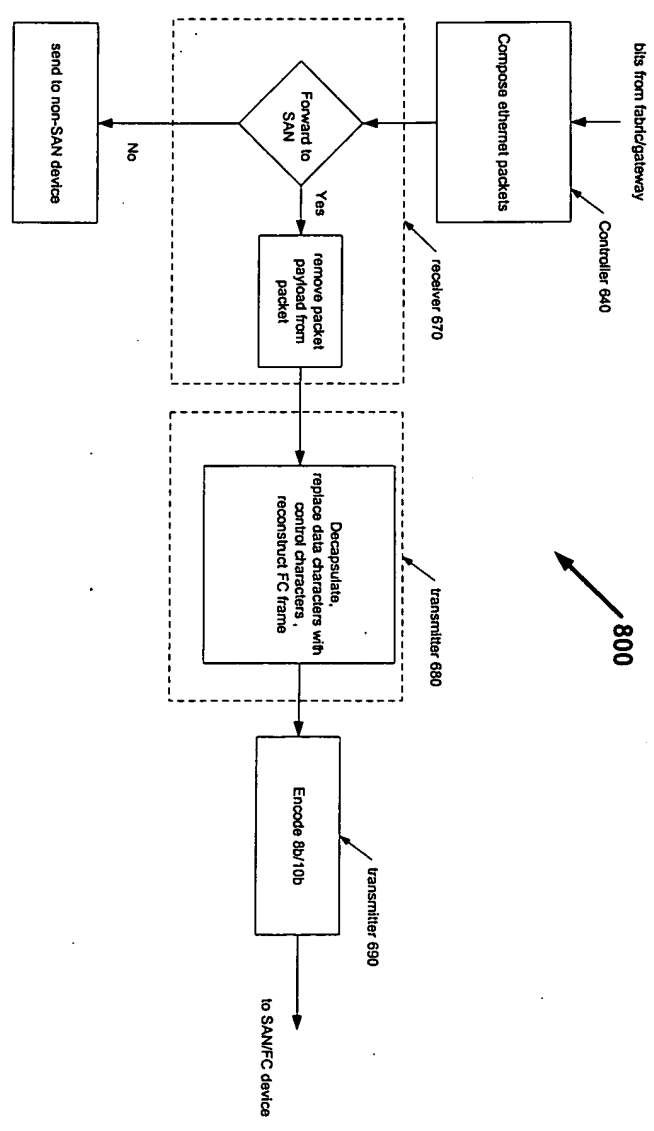 800
bits from fabric/gateway
Controller 640
Compose ethernet packets
receiver 670
Forward to
SAN
Yes
No
send to non-SAN device
remove packet
payload from
packet
transmitter 680
Decapsulate,
replace data characters with
control characters ,
reconstruct FC frame
transmitter 690
Encode 8b/10b
to SAN/FC device